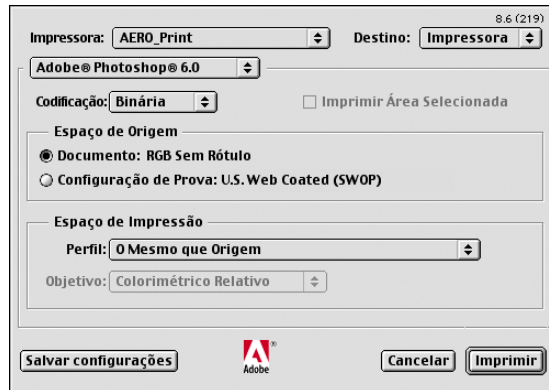 8.6 (219)
Impressora: AERO_Print Destino: Impressora
Adobe® Photoshop® 6.0
Codificação: Binária Imprimir Área Selecionada
Espaço de Origem
Documento: RGB Sem Rótulo
Configuração de Prova: U.S. Web Coated (SWOP)
Espaço de Impressão
Perfil: O Mesmo que Origem
Objetivo: Colorimétrico Relativo
Salvar configurações Adobe® Cancelar Imprimir